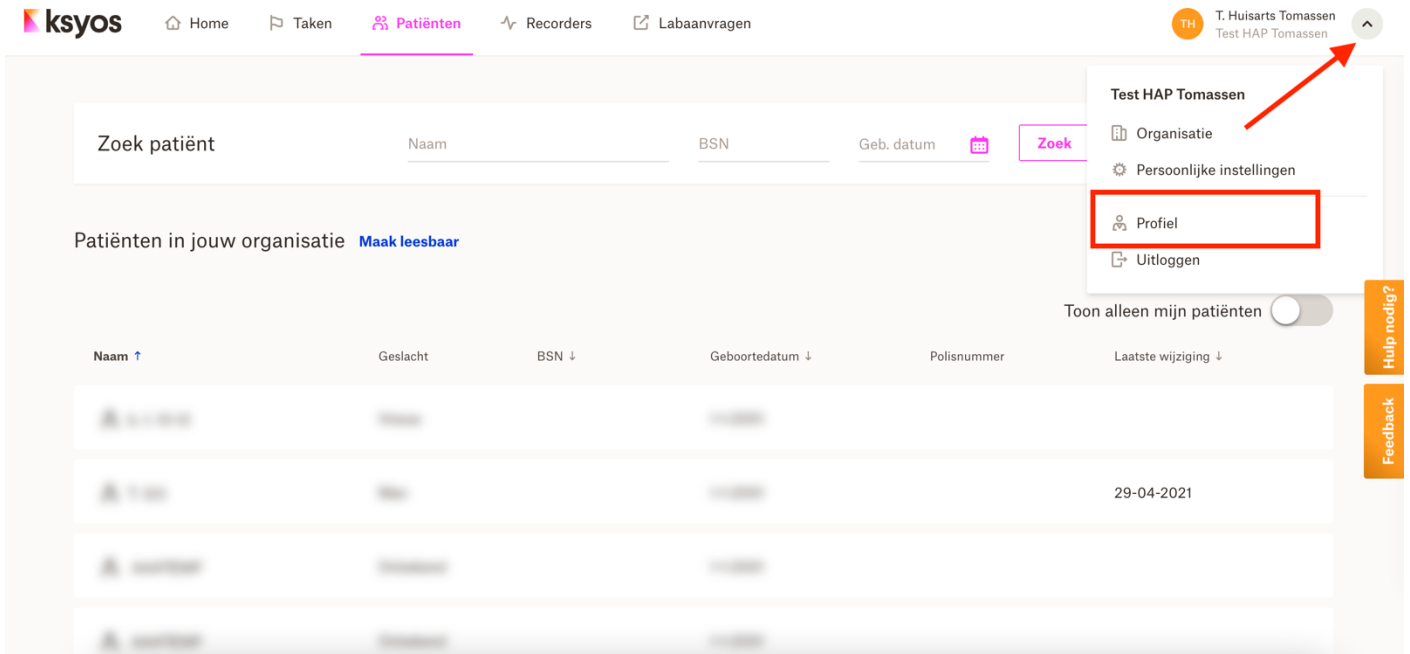 ksyos
Home
Taken
Patiënten
Recorders
Labaanvragen
TH
T. Huisarts Tomassen
Test HAP Tomassen
Test HAP Tomassen
Organisatie
Persoonlijke instellingen
Profiel
Uitloggen
Zoek patiënt
Naam
BSN
Geb. datum
Zoek
Patiënten in jouw organisatie Maak leesbaar
Toon alleen mijn patiënten
Hulp nodig?
Feedback
Naam ↑ Geslacht BSN ↓ Geboortedatum ↓ Polisnummer Laatste wijziging ↓
29-04-2021